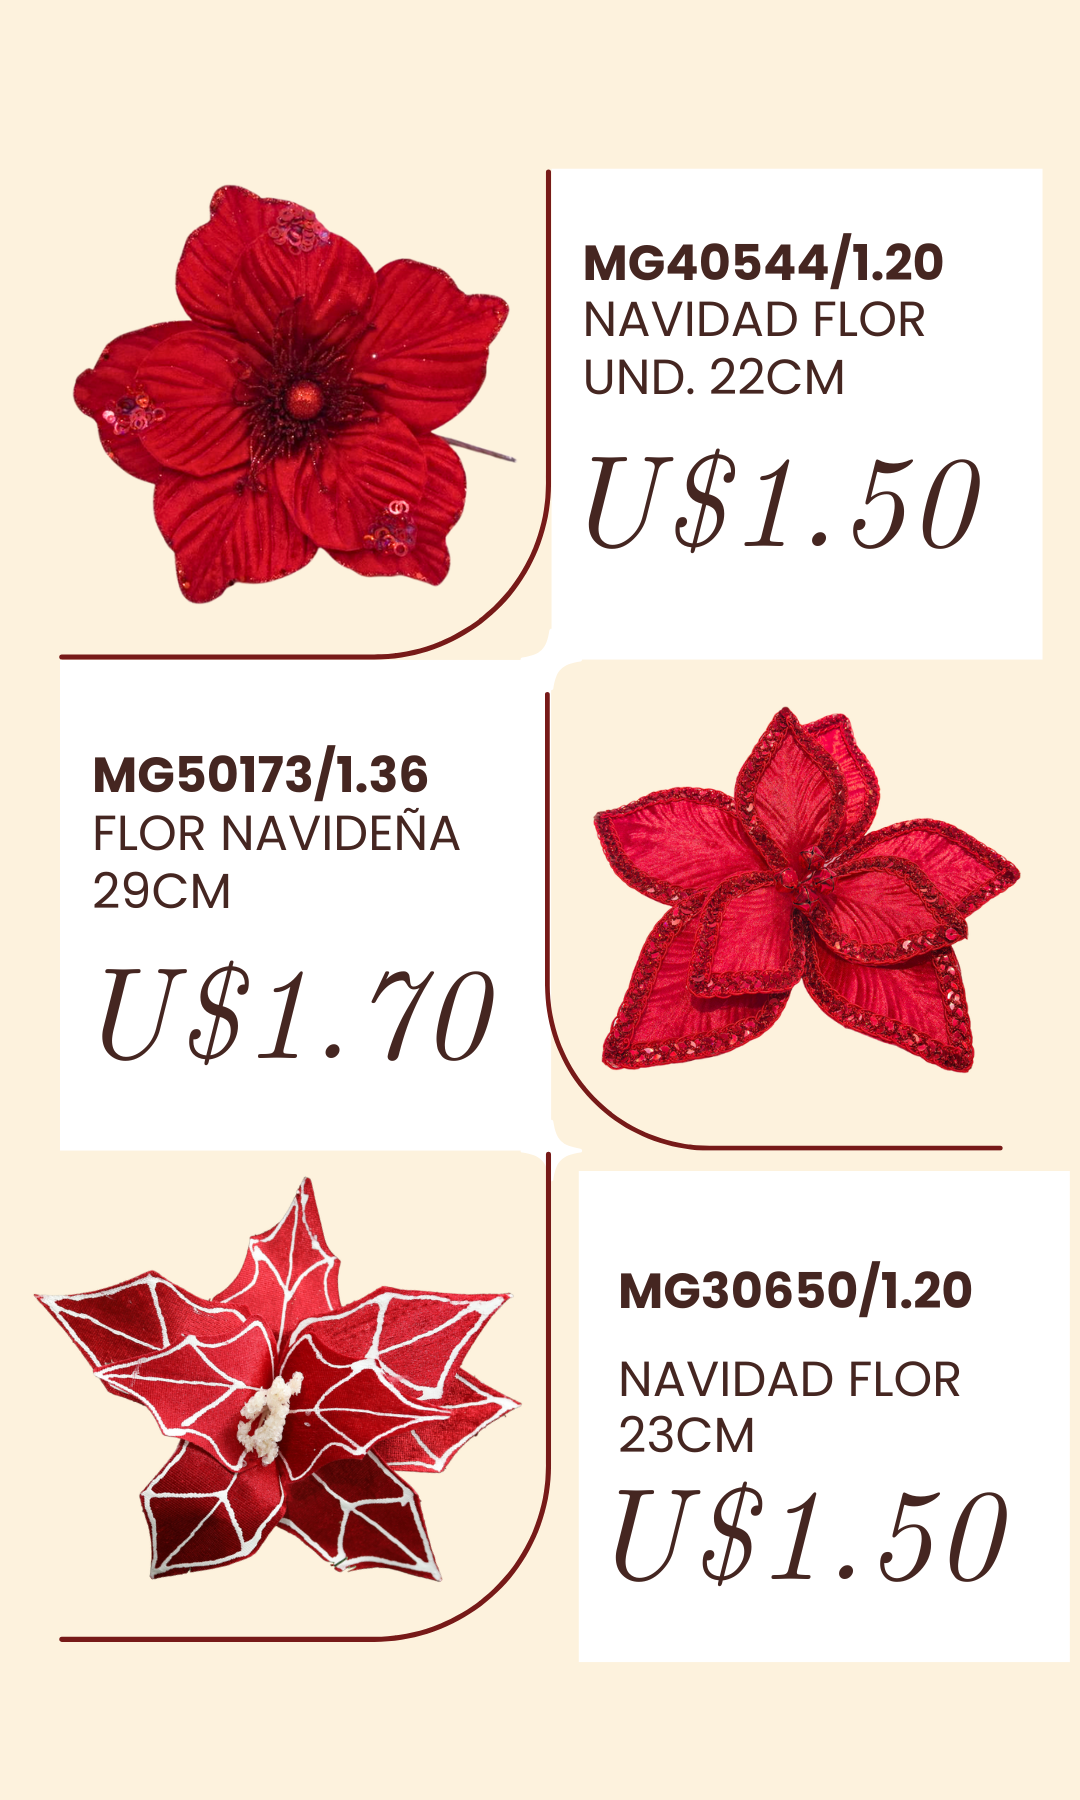 MG40544/1.20
NAVIDAD FLOR
UND. 22CM
U$1.50
MG50173/1.36
FLOR NAVIDEÑA
29CM
U$1.70
MG30650/1.20
NAVIDAD FLOR
23CM
U$1.50